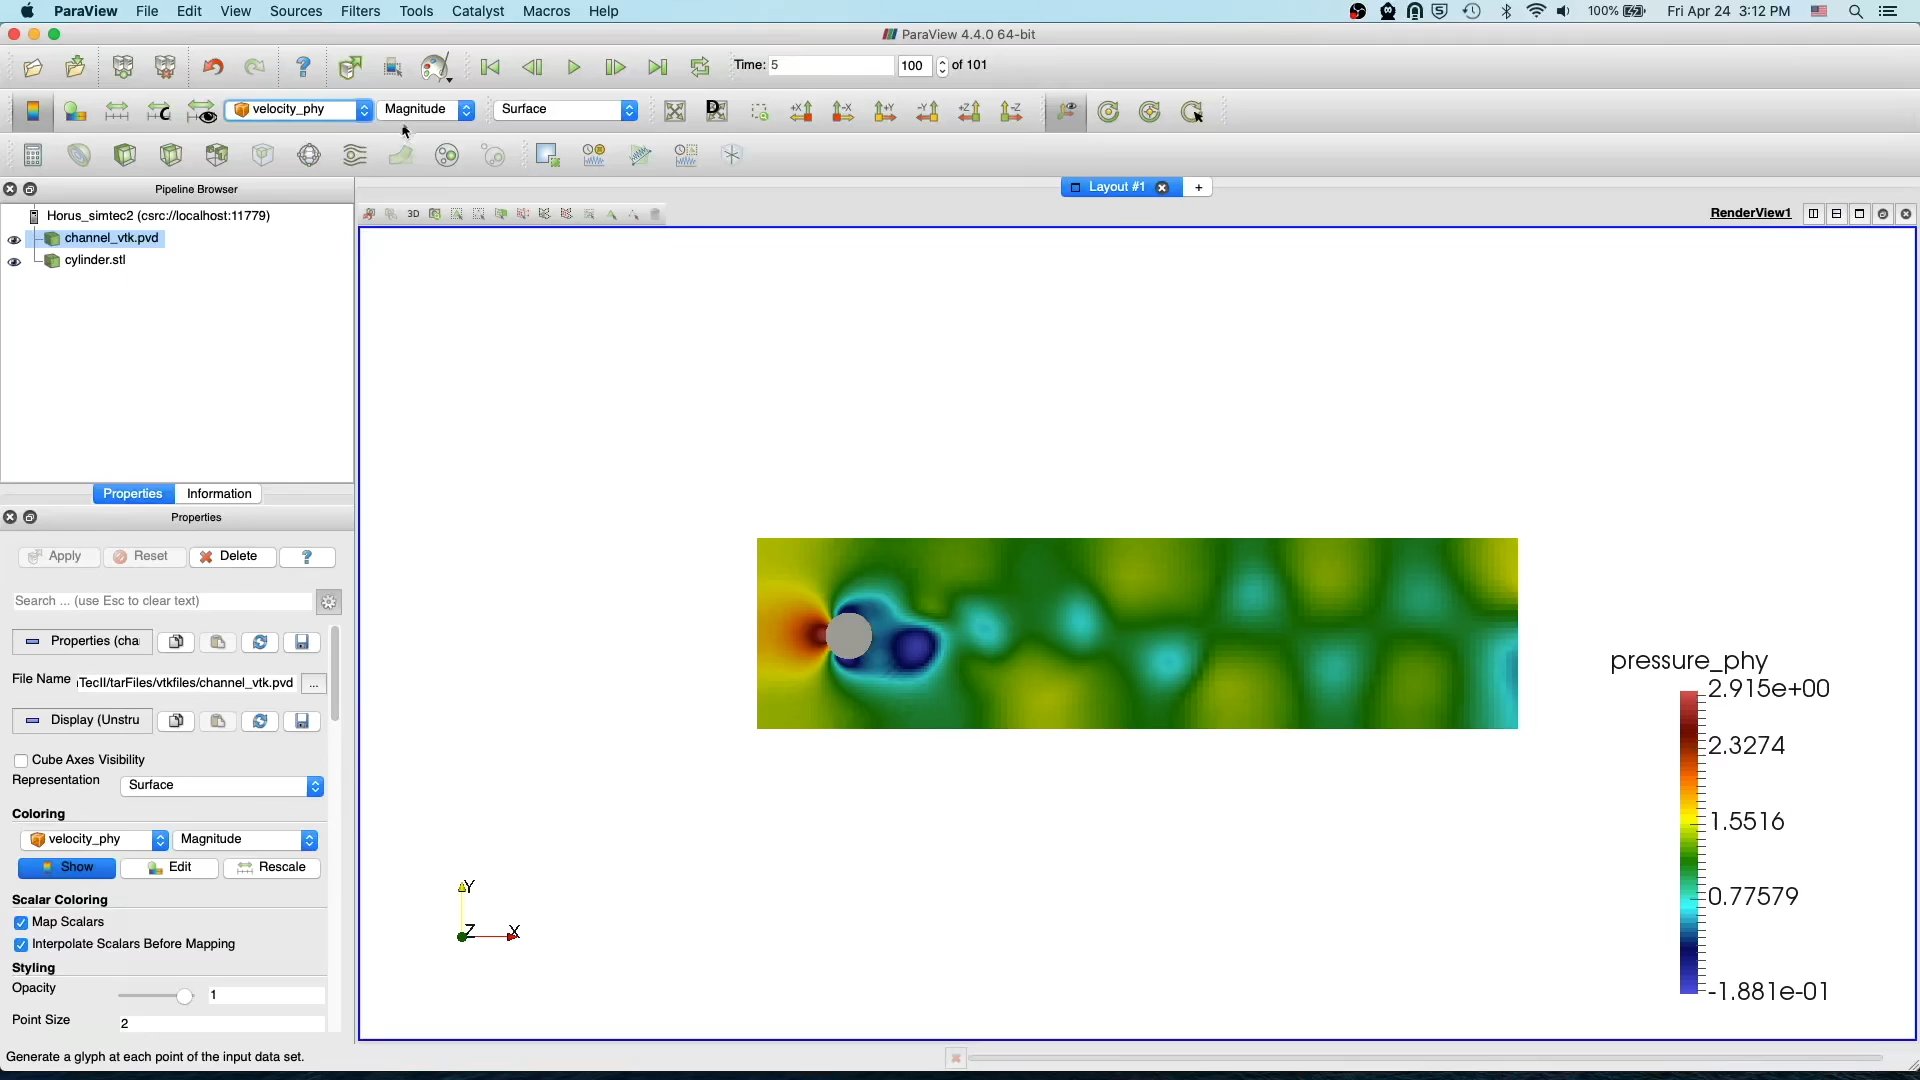 ParaView File Edit View Sources Filters Tools Catalyst Macros Help 100% Fri Apr 24 3:12 PM
ParaView 4.4.0 64-bit
Time: 5 100 of 101
velocity_phy Magnitude Surface D +X -X +Y -Y +Z -Z
Pipeline Browser
Layout #1 +
Horus_simtec2 (csrc://localhost:11779)
3D
RenderView1
channel_vtk.pvd
cylinder.stl
Properties Information
Properties
Apply Reset Delete ?
Search ... (use Esc to clear text)
Properties (cha
File Name TecII/tarFiles/vtkfiles/channel_vtk.pvd ...
Display (Unstru
Cube Axes Visibility
Representation Surface
Coloring
velocity_phy Magnitude
Show Edit Rescale
Scalar Coloring
Map Scalars
Interpolate Scalars Before Mapping
Styling
Opacity 1
Point Size 2
pressure_phy
2.915e+00
2.3274
1.5516
0.77579
-1.881e-01
Y
Z X
Generate a glyph at each point of the input data set.